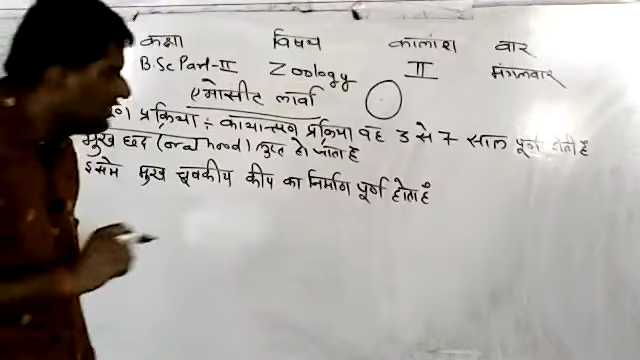 कक्षा विषय कालांश वार
B.Sc Part-II Zoology II मंगलवार
एमोसीट लार्वा
प्रक्रिया : कायान्तरण प्रक्रिया यह 3 से 7 साल पूर्ण होती है
मुख छद (oral hood) लुप्त हो जाता है
इसमे मुख चूषकीय कीप का निर्माण पूर्ण होता है